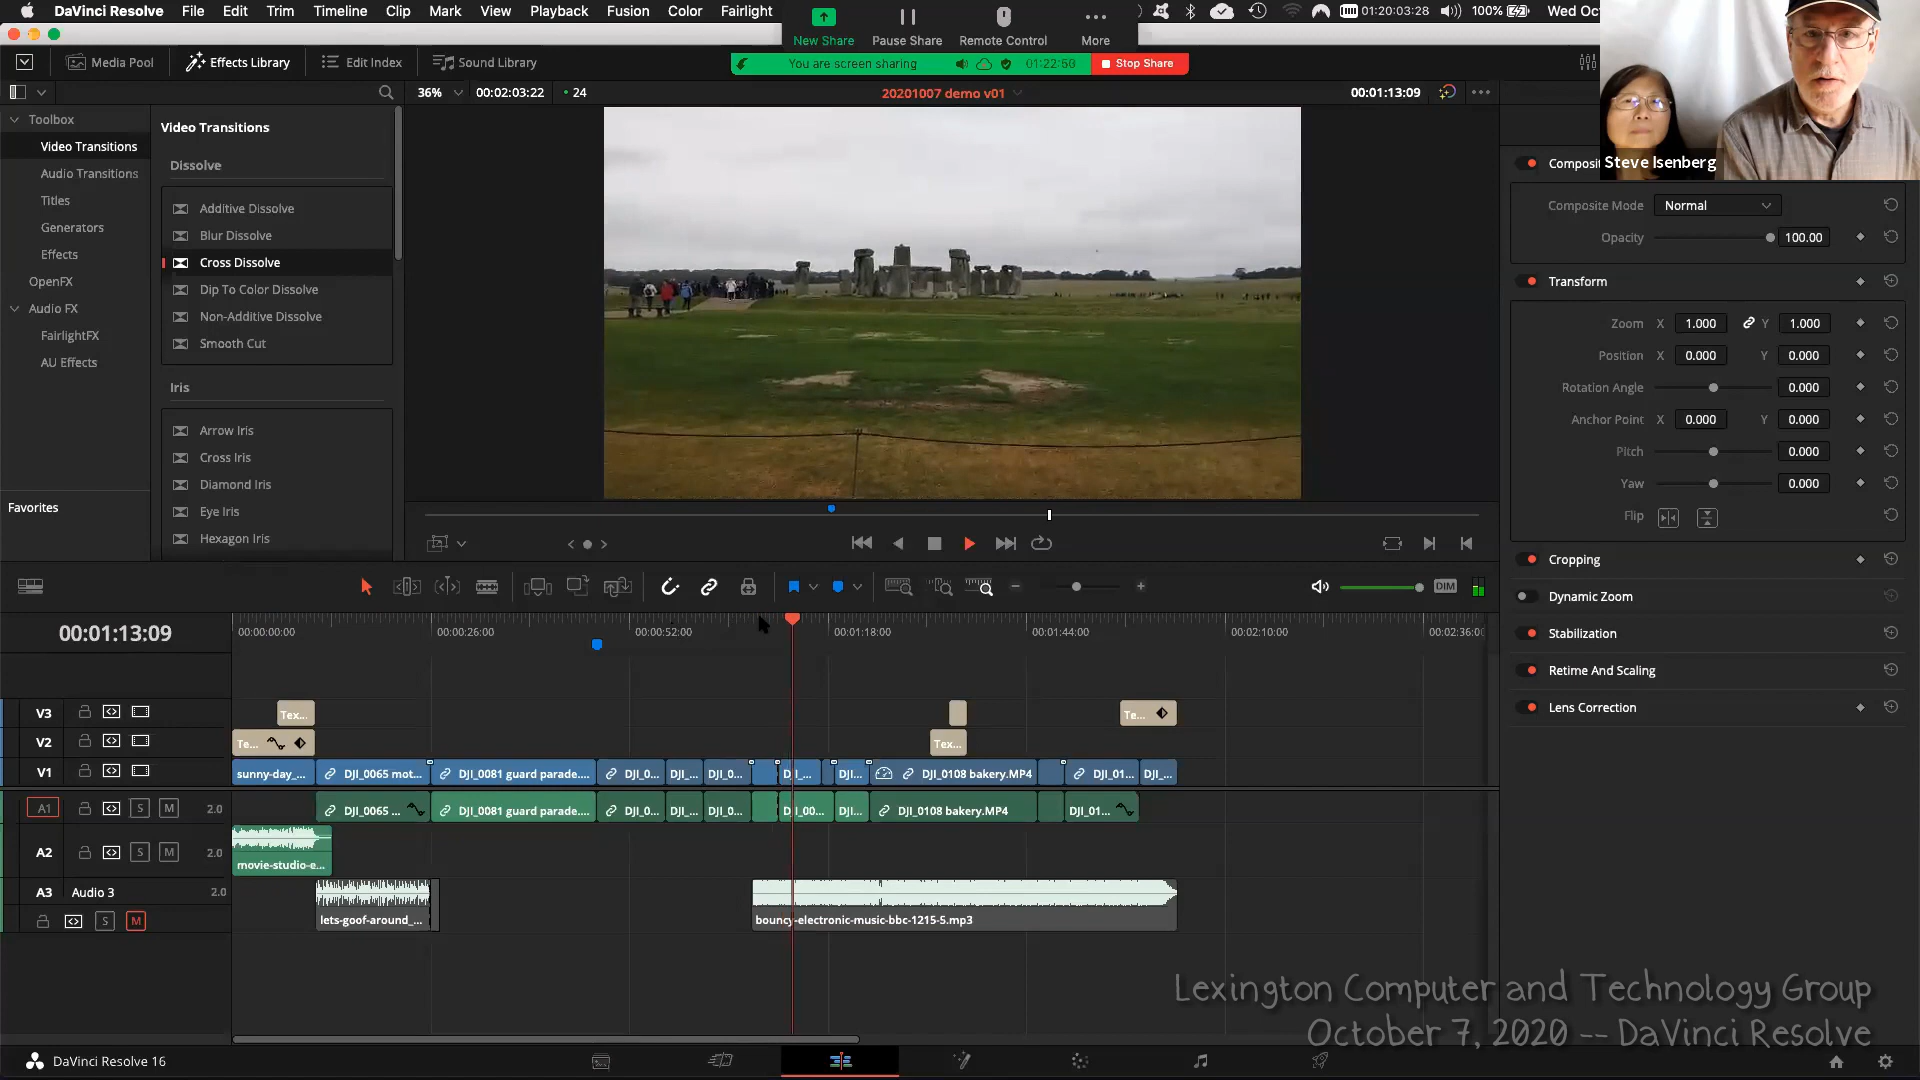 DaVinci Resolve File Edit Trim Timeline Clip Mark View Playback Fusion Color Fairlight
01:20:03:28 100% Wed Oc
New Share Pause Share Remote Control More
You are screen sharing 01:22:50 Stop Share
Media Pool Effects Library Edit Index Sound Library
36% 00:02:03:22 24 20201007 demo v01 00:01:13:09
Steve Isenberg
Toolbox
Video Transitions
Audio Transitions
Titles
Generators
Effects
OpenFX
Audio FX
FairlightFX
AU Effects
Favorites
Video Transitions
Dissolve
Additive Dissolve
Blur Dissolve
Cross Dissolve
Dip To Color Dissolve
Non-Additive Dissolve
Smooth Cut
Iris
Arrow Iris
Cross Iris
Diamond Iris
Eye Iris
Hexagon Iris
Composi
Composite Mode Normal
Opacity 100.00
Transform
Zoom X 1.000 Y 1.000
Position X 0.000 Y 0.000
Rotation Angle 0.000
Anchor Point X 0.000 Y 0.000
Pitch 0.000
Yaw 0.000
Flip
Cropping
Dynamic Zoom
Stabilization
Retime And Scaling
Lens Correction
DIM
00:01:13:09
00:00:00:00 00:00:26:00 00:00:52:00 00:01:18:00 00:01:44:00 00:02:10:00 00:02:36:0
V3 Tex... Te...
V2 Te... Tex...
V1 sunny-day_... DJI_0065 mot... DJI_0081 guard parade.... DJI_0... DJI_... DJI_0... DJI_... DJI... DJI_0108 bakery.MP4 DJI_01... DJI_...
A1 S M 2.0 DJI_0065 ... DJI_0081 guard parade.... DJI_0... DJI_... DJI_0... DJI_00... DJI... DJI_0108 bakery.MP4 DJI_01...
A2 S M 2.0 movie-studio-e...
A3 Audio 3 2.0
S M lets-goof-around_... bouncy-electronic-music-bbc-1215-5.mp3
Lexington Computer and Technology Group
October 7, 2020 -- DaVinci Resolve
DaVinci Resolve 16